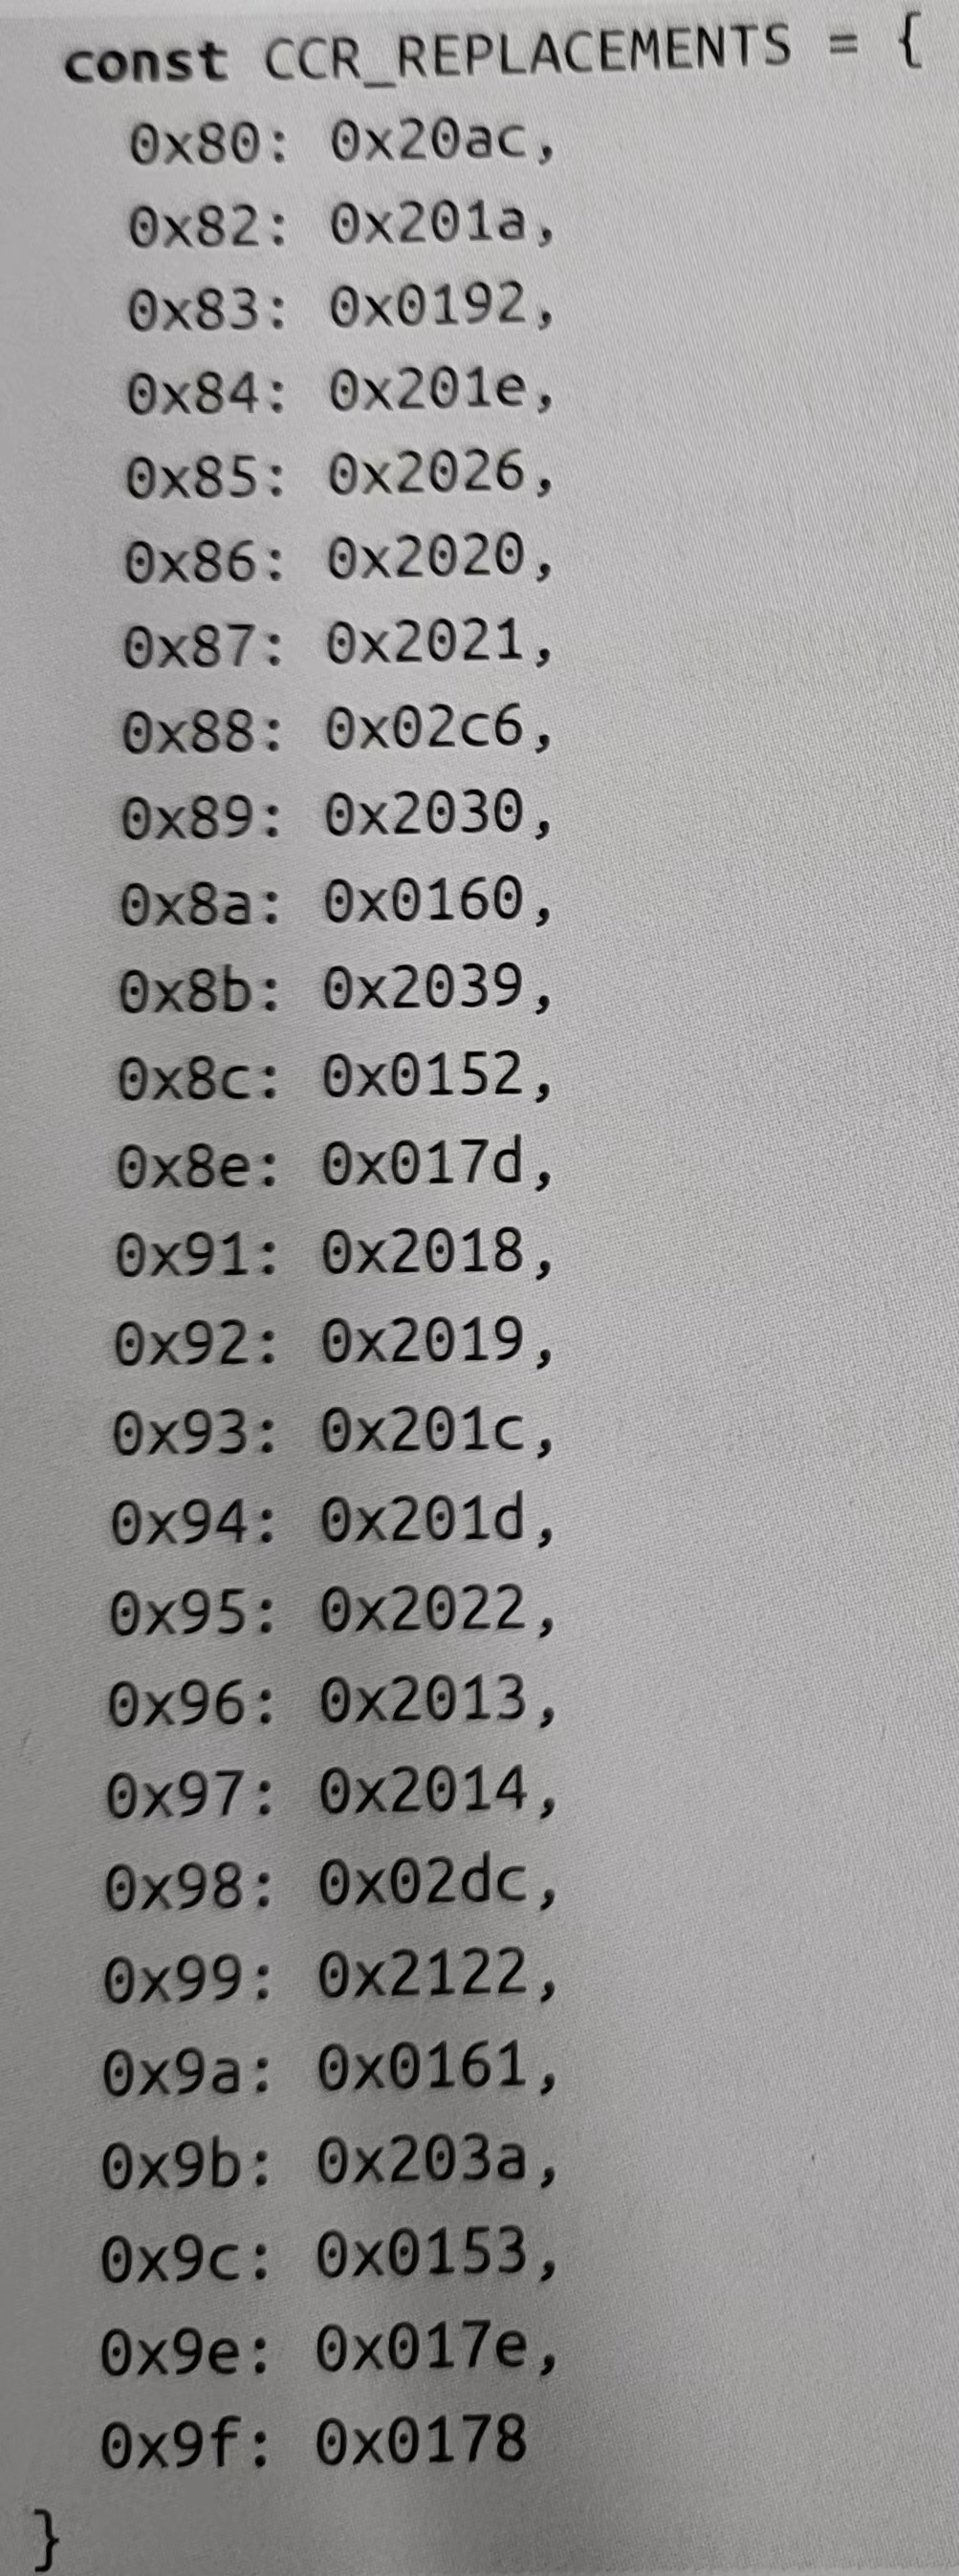 const CCR_REPLACEMENTS = {
0x80: 0x20ac,
0x82: 0x201a,
0x83: 0x0192,
0x84: 0x201e,
0x85: 0x2026,
0x86: 0x2020,
0x87: 0x2021,
0x88: 0x02c6,
0x89: 0x2030,
0x8a: 0x0160,
0x8b: 0x2039,
0x8c: 0x0152,
0x8e: 0x017d,
0x91: 0x2018,
0x92: 0x2019,
0x93: 0x201c,
0x94: 0x201d,
0x95: 0x2022,
0x96: 0x2013,
0x97: 0x2014,
0x98: 0x02dc,
0x99: 0x2122,
0x9a: 0x0161,
0x9b: 0x203a,
0x9c: 0x0153,
0x9e: 0x017e,
0x9f: 0x0178
}